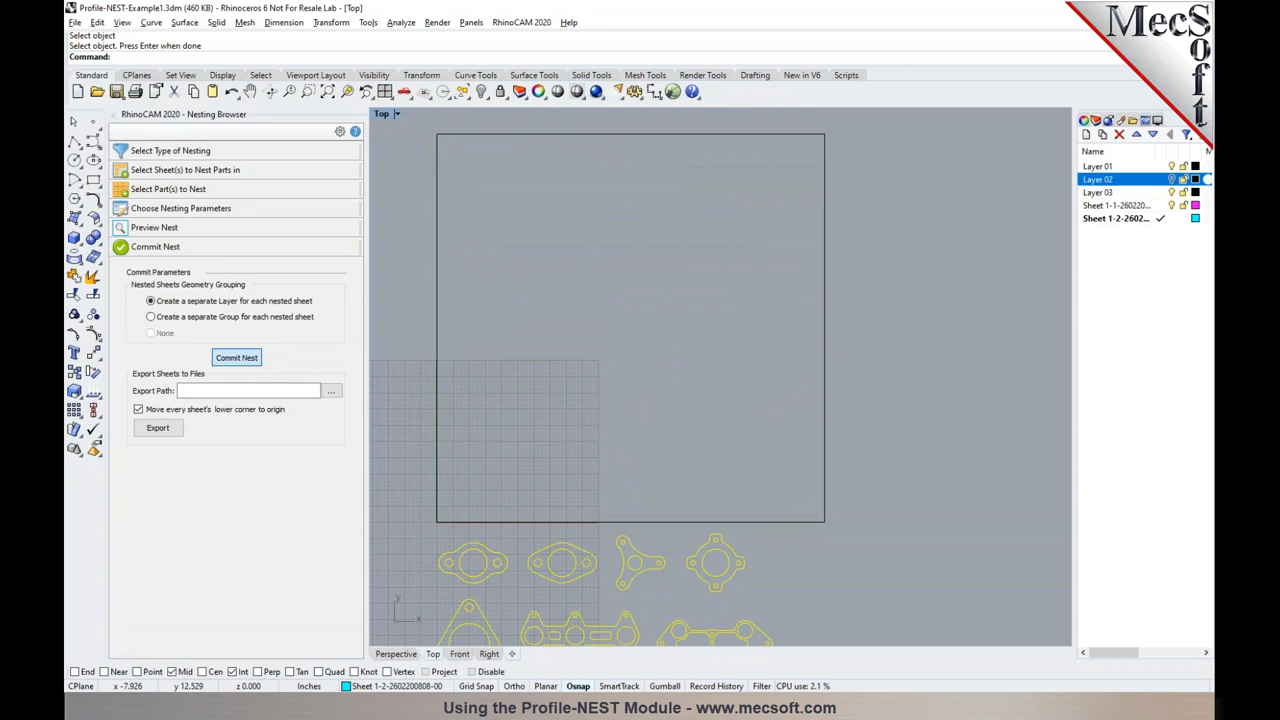 Profile-NEST-Example1.3dm (460 KB) - Rhinoceros 6 Not For Resale Lab - [Top]
File Edit View Curve Surface Solid Mesh Dimension Transform Tools Analyze Render Panels RhinoCAM 2020 Help
Select object
Select object. Press Enter when done
Command:
Standard CPlanes Set View Display Select Viewport Layout Visibility Transform Curve Tools Surface Tools Solid Tools Mesh Tools Render Tools Drafting New in V6 Scripts
MecSoft
RhinoCAM 2020 - Nesting Browser
Select Type of Nesting
Select Sheet(s) to Nest Parts in
Select Part(s) to Nest
Choose Nesting Parameters
Preview Nest
Commit Nest
Commit Parameters
Nested Sheets Geometry Grouping
Create a separate Layer for each nested sheet
Create a separate Group for each nested sheet
None
Commit Nest
Export Sheets to Files
Export Path: ...
Move every sheet's lower corner to origin
Export
Top
y
x
Name M
Layer 01
Layer 02
Layer 03
Sheet 1-1-260220...
Sheet 1-2-2602...
Perspective Top Front Right
End Near Point Mid Cen Int Perp Tan Quad Knot Vertex Project Disable
CPlane x -7.926 y 12.529 z 0.000 Inches Sheet 1-2-2602200808-00 Grid Snap Ortho Planar Osnap SmartTrack Gumball Record History Filter CPU use: 2.1 %
Using the Profile-NEST Module - www.mecsoft.com